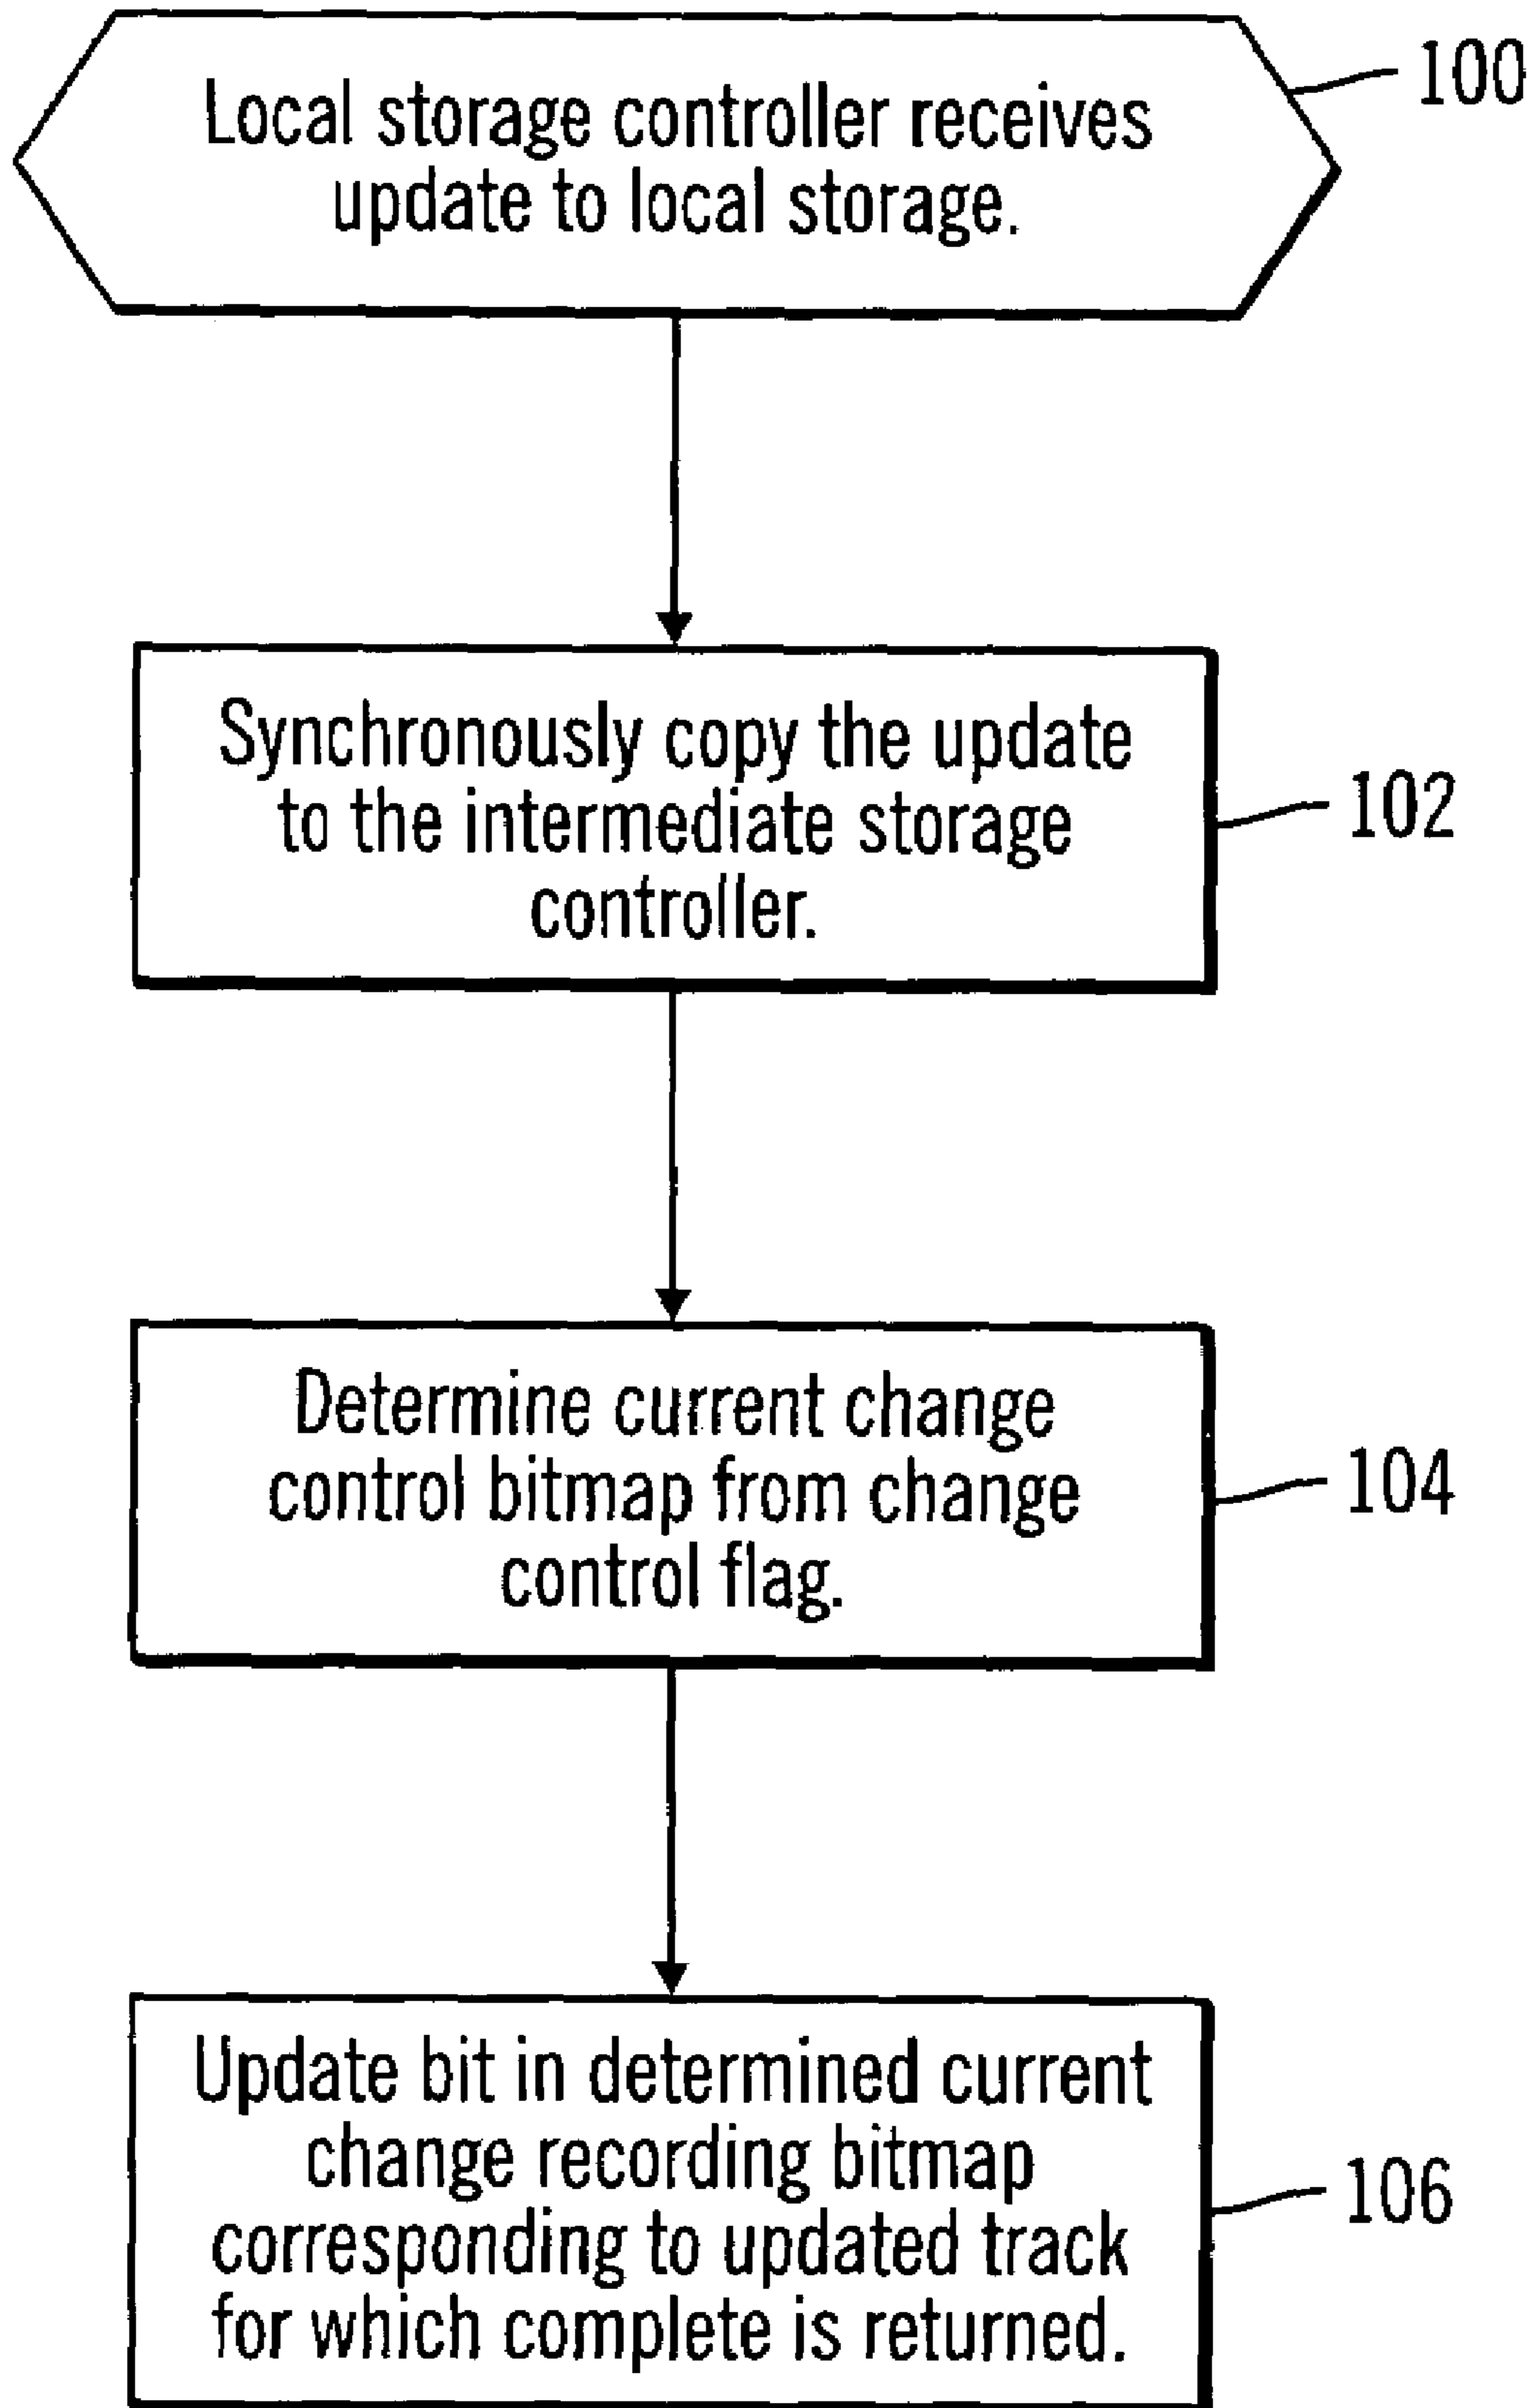 Local storage controller receives
update to local storage.
100
Synchronously copy the update
to the intermediate storage
controller.
102
Determine current change
control bitmap from change
control flag.
104
Update bit in determined current
change recording bitmap
corresponding to updated track
for which complete is returned.
106